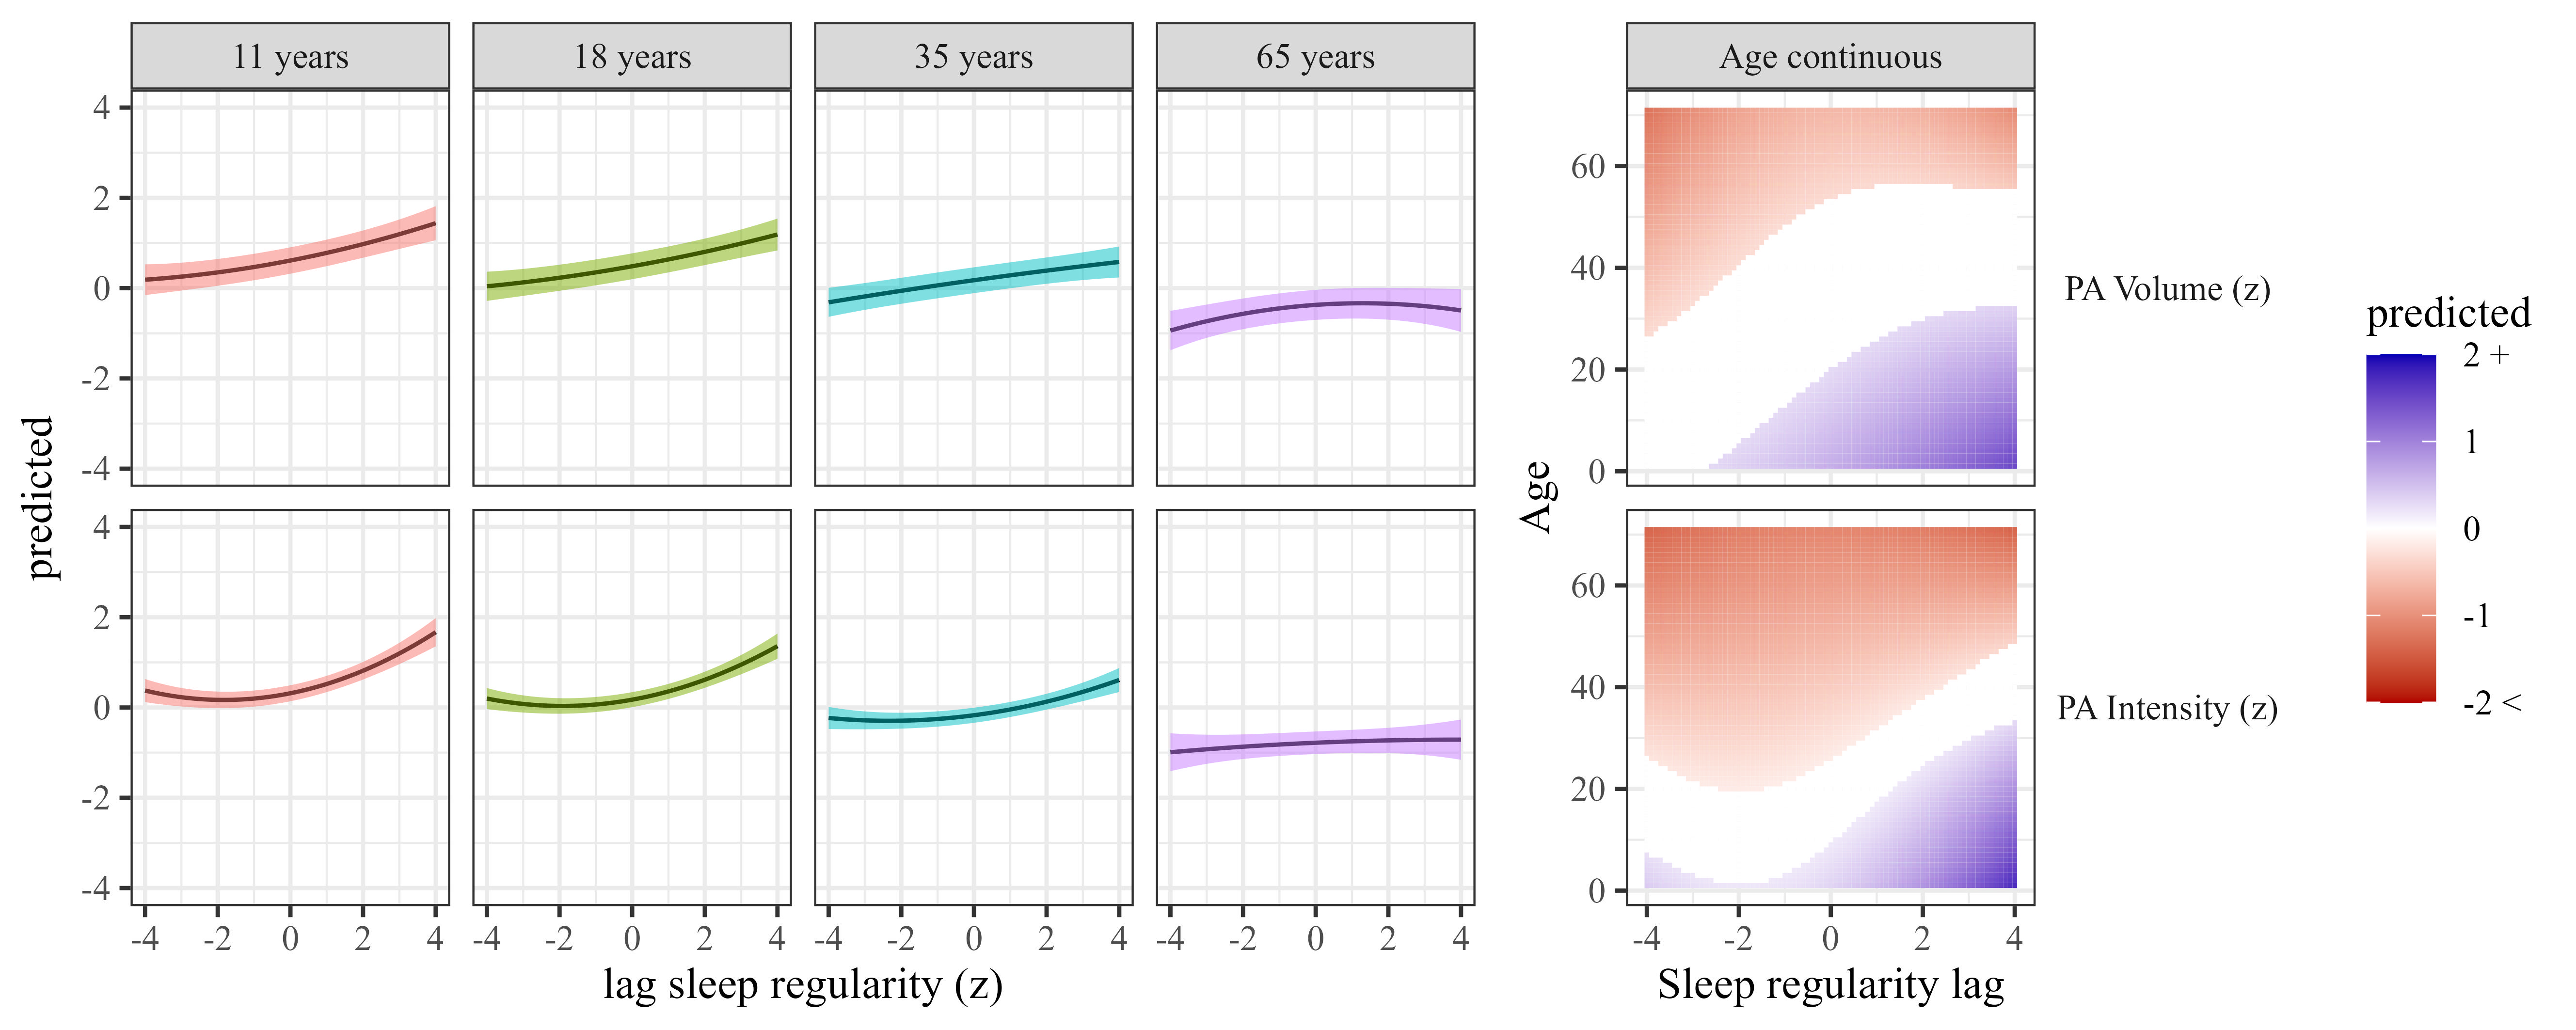 11 years
18 years
35 years
65 years
Age continuous
predicted
4
2
0
-2
-4
4
2
0
-2
-4
-4 -2 0 2 4
-4 -2 0 2 4
-4 -2 0 2 4
-4 -2 0 2 4
lag sleep regularity (z)
Age
60
40
20
0
60
40
20
0
-4 -2 0 2 4
Sleep regularity lag
PA Volume (z)
PA Intensity (z)
predicted
2 +
1
0
-1
-2 <